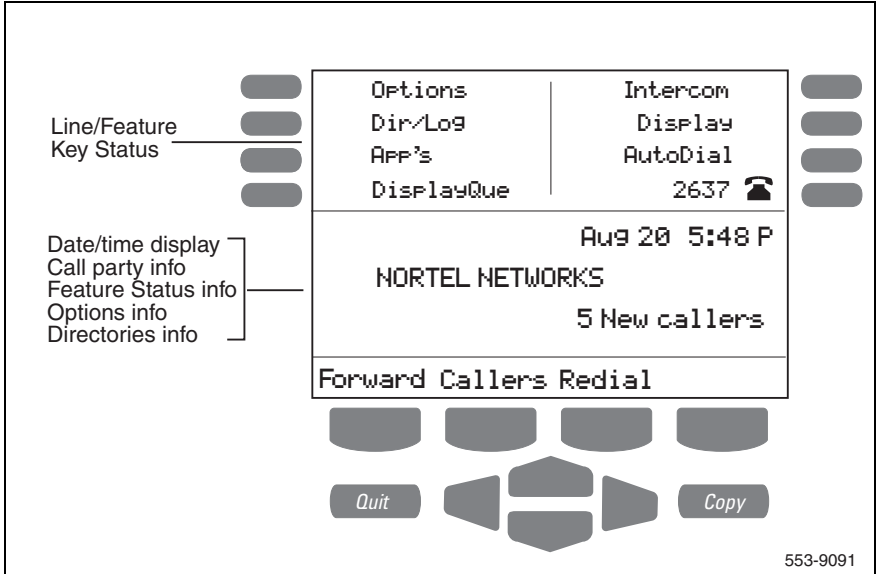 Line/Feature
Key Status
Options
Intercom
Dir/Log
Display
App's
AutoDial
DisplayQue
2637
Date/time display
Call party info
Feature Status info
Options info
Directories info
Aug 20 5:48 P
NORTEL NETWORKS
5 New callers
Forward Callers Redial
Quit
Copy
553-9091